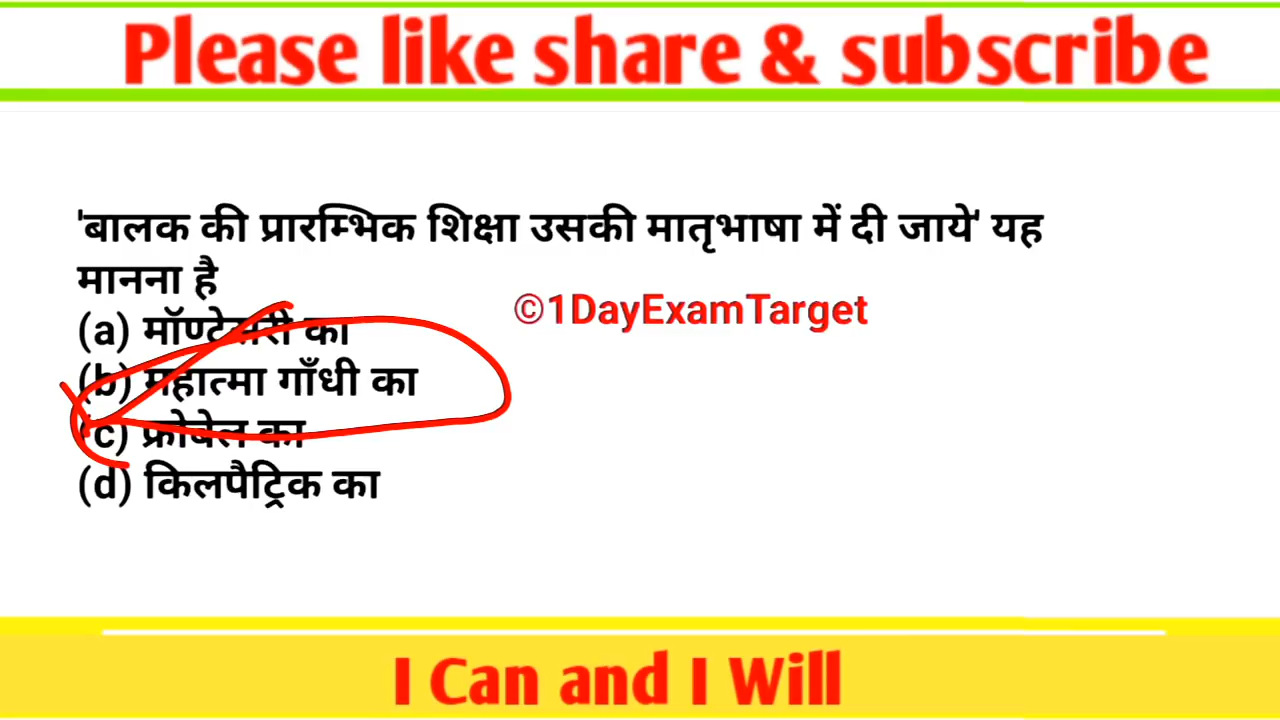 Please like share & subscribe
'बालक की प्रारम्भिक शिक्षा उसकी मातृभाषा में दी जाये' यह
मानना है
©1DayExamTarget
(a) मॉण्टेसरी का
(b) महात्मा गाँधी का
(c) फ्रोबेल का
(d) किलपैट्रिक का
I Can and I Will